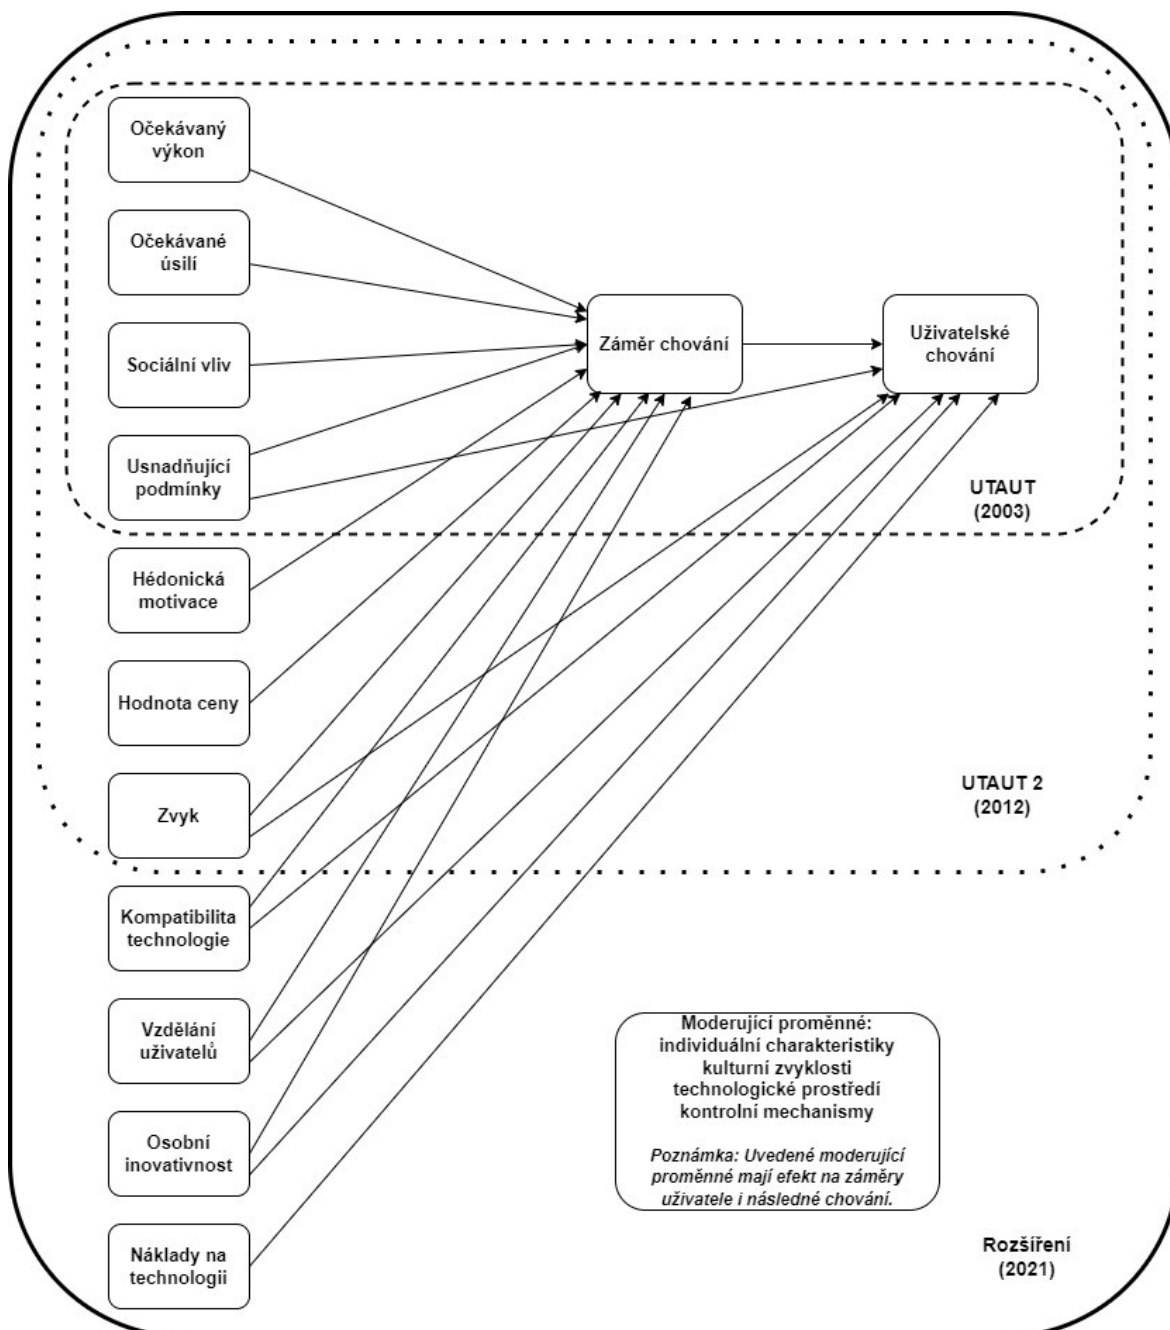 Očekávaný
výkon
Očekávané
úsilí
Sociální vliv
Usnadňující
podmínky
Záměr chování
Uživatelské
chování
UTAUT
(2003)
Hédonická
motivace
Hodnota ceny
Zvyk
UTAUT 2
(2012)
Kompatibilita
technologie
Vzdělání
uživatelů
Osobní
inovativnost
Náklady na
technologii
Moderující proměnné:
individuální charakteristiky
kulturní zvyklosti
technologické prostředí
kontrolní mechanismy
Poznámka: Uvedené moderující
proměnné mají efekt na záměry
uživatele i následné chování.
Rozšíření
(2021)